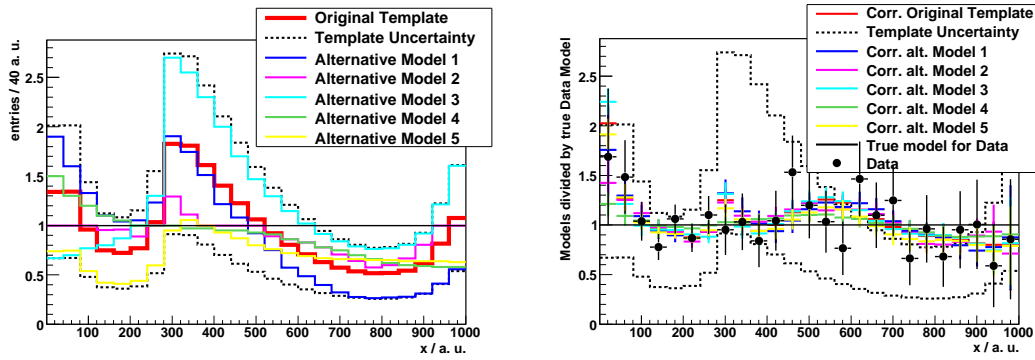 entries / 40 a. u.
2.5
2
1.5
1
0.5
0
100 200 300 400 500 600 700 800 900 1000
x / a. u.
Original Template
Template Uncertainty
Alternative Model 1
Alternative Model 2
Alternative Model 3
Alternative Model 4
Alternative Model 5
Models divided by true Data Model
2.5
2
1.5
1
0.5
0
100 200 300 400 500 600 700 800 900 1000
x / a. u.
Corr. Original Template
Template Uncertainty
Corr. alt. Model 1
Corr. alt. Model 2
Corr. alt. Model 3
Corr. alt. Model 4
Corr. alt. Model 5
True model for Data
Data